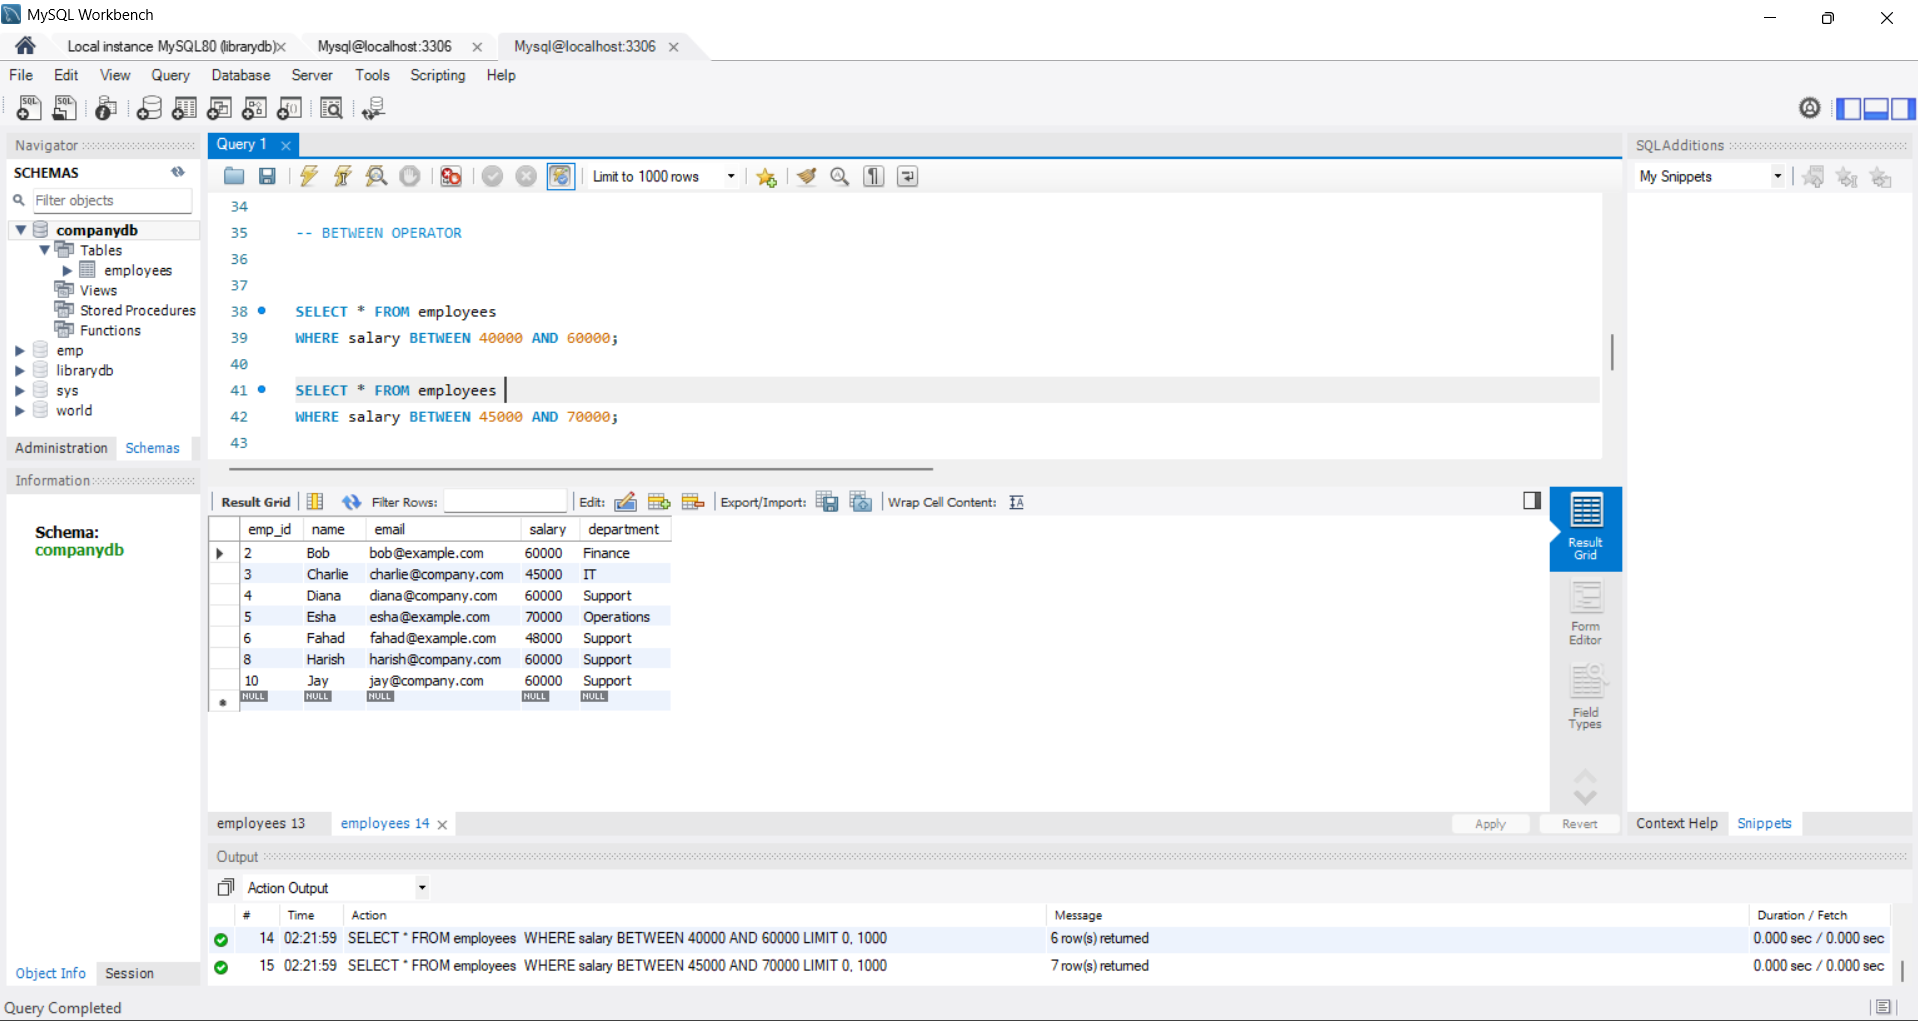 MySQL Workbench
Local instance MySQL80 (librarydb)
Mysql@localhost:3306
Mysql@localhost:3306
File Edit View Query Database Server Tools Scripting Help
Navigator
SCHEMAS
Filter objects
companydb
Tables
employees
Views
Stored Procedures
Functions
emp
librarydb
sys
world
Administration Schemas
Information
Schema:
companydb
Object Info Session
Query 1
Limit to 1000 rows
34
35 -- BETWEEN OPERATOR
36
37
38 SELECT * FROM employees
39 WHERE salary BETWEEN 40000 AND 60000;
40
41 SELECT * FROM employees
42 WHERE salary BETWEEN 45000 AND 70000;
43
Result Grid Filter Rows: Edit: Export/Import: Wrap Cell Content:
emp_id name email salary department
2 Bob bob@example.com 60000 Finance
3 Charlie charlie@company.com 45000 IT
4 Diana diana@company.com 60000 Support
5 Esha esha@example.com 70000 Operations
6 Fahad fahad@example.com 48000 Support
8 Harish harish@company.com 60000 Support
10 Jay jay@company.com 60000 Support
NULL NULL NULL NULL NULL
Result
Grid
Form
Editor
Field
Types
employees 13 employees 14
Apply Revert
SQLAdditions
My Snippets
Context Help Snippets
Output
Action Output
# Time Action Message Duration / Fetch
14 02:21:59 SELECT * FROM employees WHERE salary BETWEEN 40000 AND 60000 LIMIT 0, 1000 6 row(s) returned 0.000 sec / 0.000 sec
15 02:21:59 SELECT * FROM employees WHERE salary BETWEEN 45000 AND 70000 LIMIT 0, 1000 7 row(s) returned 0.000 sec / 0.000 sec
Query Completed